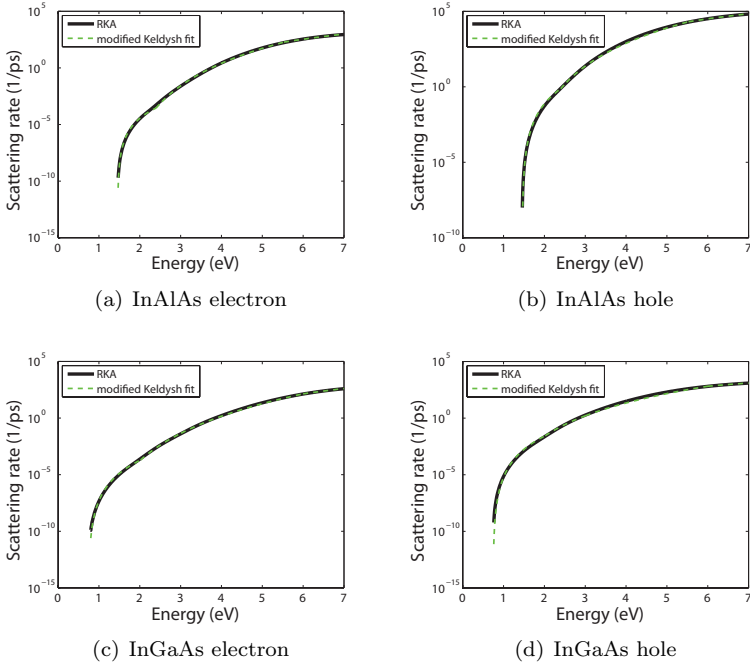 10^5
10^0
10^-5
10^-10
10^-15
Scattering rate (1/ps)
RKA
modified Keldysh fit
0 1 2 3 4 5 6 7
Energy (eV)
(a) InAlAs electron
10^5
10^0
10^-5
10^-10
Scattering rate (1/ps)
RKA
modified Keldysh fit
0 1 2 3 4 5 6 7
Energy (eV)
(b) InAlAs hole
10^5
10^0
10^-5
10^-10
10^-15
Scattering rate (1/ps)
RKA
modified Keldysh fit
0 1 2 3 4 5 6 7
Energy (eV)
(c) InGaAs electron
10^5
10^0
10^-5
10^-10
10^-15
Scattering rate (1/ps)
RKA
modified Keldysh fit
0 1 2 3 4 5 6 7
Energy (eV)
(d) InGaAs hole